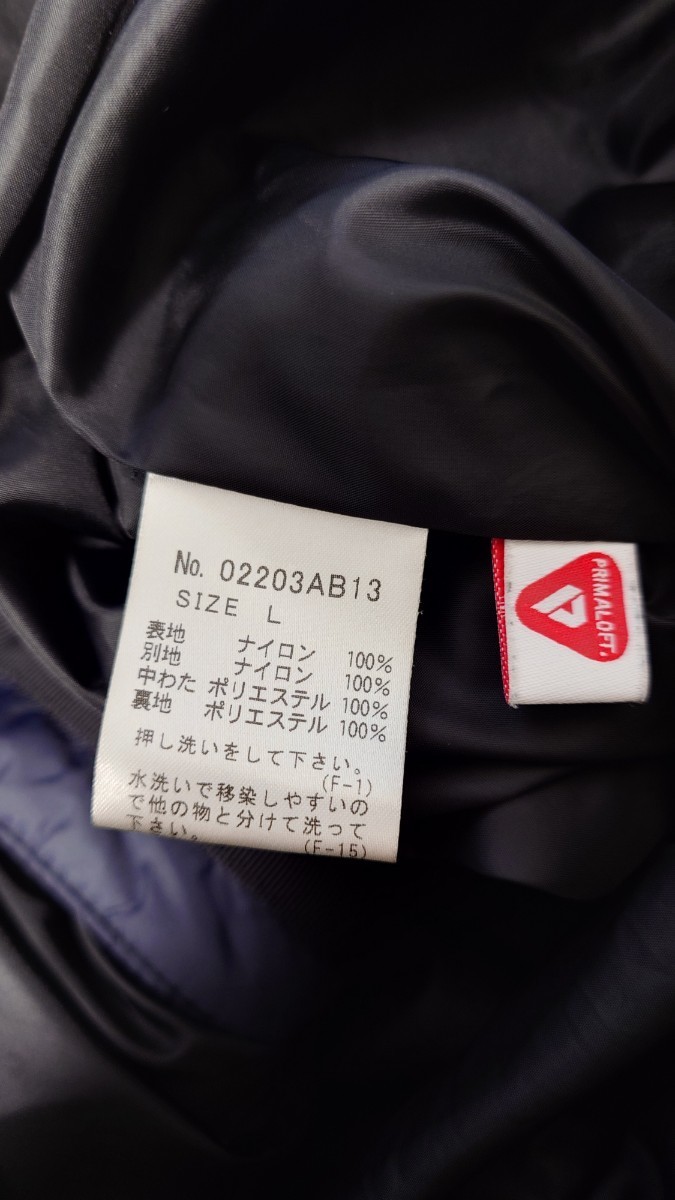 No. 02203AB13
SIZE L
表地 ナイロン 100%
別地 ナイロン 100%
中わた ポリエステル 100%
裏地 ポリエステル 100%
押し洗いをして下さい。
(F-1)
水洗いで移染しやすいの
で他の物と分けて洗って
下さい。
(F-15)
PRIMALOFT®